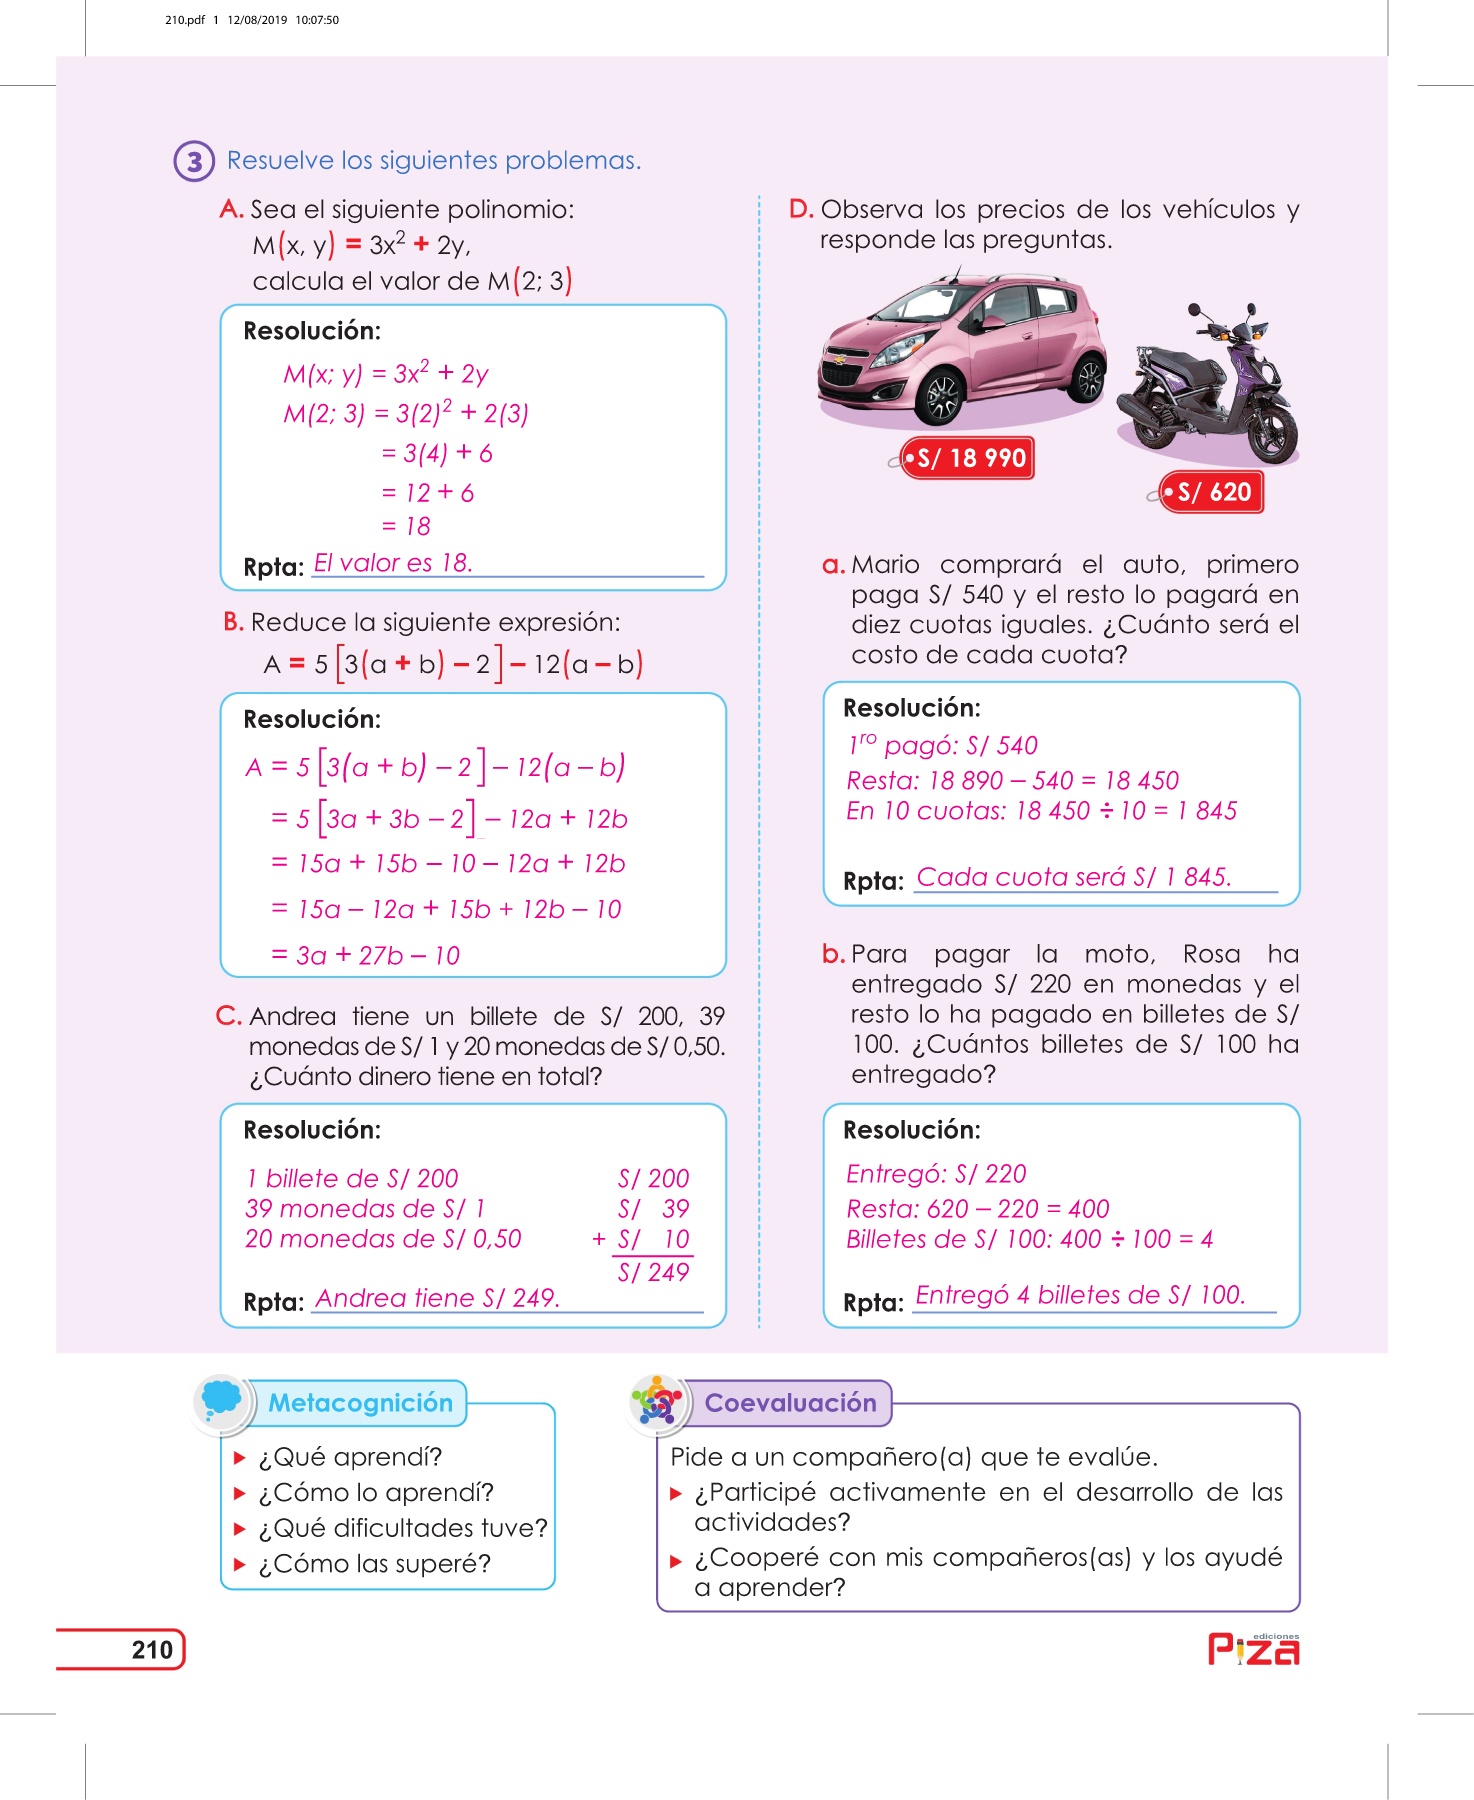 210.pdf 1 12/08/2019 10:07:50
3 Resuelve los siguientes problemas.
A. Sea el siguiente polinomio:
M(x, y) = 3x² + 2y,
calcula el valor de M(2; 3)
Resolución:
M(x; y) = 3x² + 2y
M(2; 3) = 3(2)² + 2(3)
= 3(4) + 6
= 12 + 6
= 18
Rpta: El valor es 18.
B. Reduce la siguiente expresión:
A = 5[3(a + b) – 2] – 12(a – b)
Resolución:
A = 5[3(a + b) – 2] – 12(a – b)
= 5[3a + 3b – 2] – 12a + 12b
= 15a + 15b – 10 – 12a + 12b
= 15a – 12a + 15b + 12b – 10
= 3a + 27b – 10
C. Andrea tiene un billete de S/ 200, 39
monedas de S/ 1 y 20 monedas de S/ 0,50.
¿Cuánto dinero tiene en total?
Resolución:
1 billete de S/ 200 S/ 200
39 monedas de S/ 1 S/ 39
20 monedas de S/ 0,50 + S/ 10
S/ 249
Rpta: Andrea tiene S/ 249.
D. Observa los precios de los vehículos y
responde las preguntas.
S/ 18 990
S/ 620
a. Mario comprará el auto, primero
paga S/ 540 y el resto lo pagará en
diez cuotas iguales. ¿Cuánto será el
costo de cada cuota?
Resolución:
1ʳᵒ pagó: S/ 540
Resta: 18 890 – 540 = 18 450
En 10 cuotas: 18 450 ÷ 10 = 1 845
Rpta: Cada cuota será S/ 1 845.
b. Para pagar la moto, Rosa ha
entregado S/ 220 en monedas y el
resto lo ha pagado en billetes de S/
100. ¿Cuántos billetes de S/ 100 ha
entregado?
Resolución:
Entregó: S/ 220
Resta: 620 – 220 = 400
Billetes de S/ 100: 400 ÷ 100 = 4
Rpta: Entregó 4 billetes de S/ 100.
Metacognición
¿Qué aprendí?
¿Cómo lo aprendí?
¿Qué dificultades tuve?
¿Cómo las superé?
Coevaluación
Pide a un compañero(a) que te evalúe.
¿Participé activamente en el desarrollo de las
actividades?
¿Cooperé con mis compañeros(as) y los ayudé
a aprender?
210
ediciones
Piza